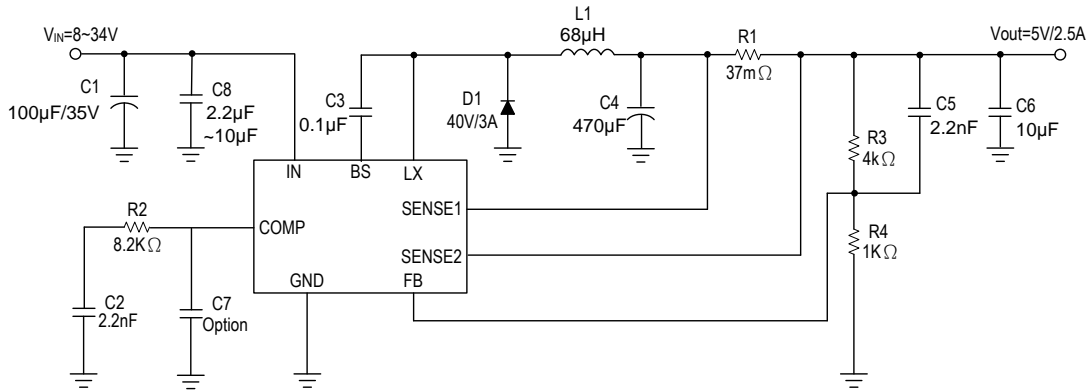 L1
68μH
V_IN=8~34V
Vout=5V/2.5A
R1
37mΩ
C1
100μF/35V
C8
2.2μF
~10μF
C3
0.1μF
D1
40V/3A
C4
470μF
C5
2.2nF
C6
10μF
R3
4kΩ
IN
BS
LX
SENSE1
R2
8.2KΩ
COMP
R4
1KΩ
SENSE2
GND
FB
C2
2.2nF
C7
Option